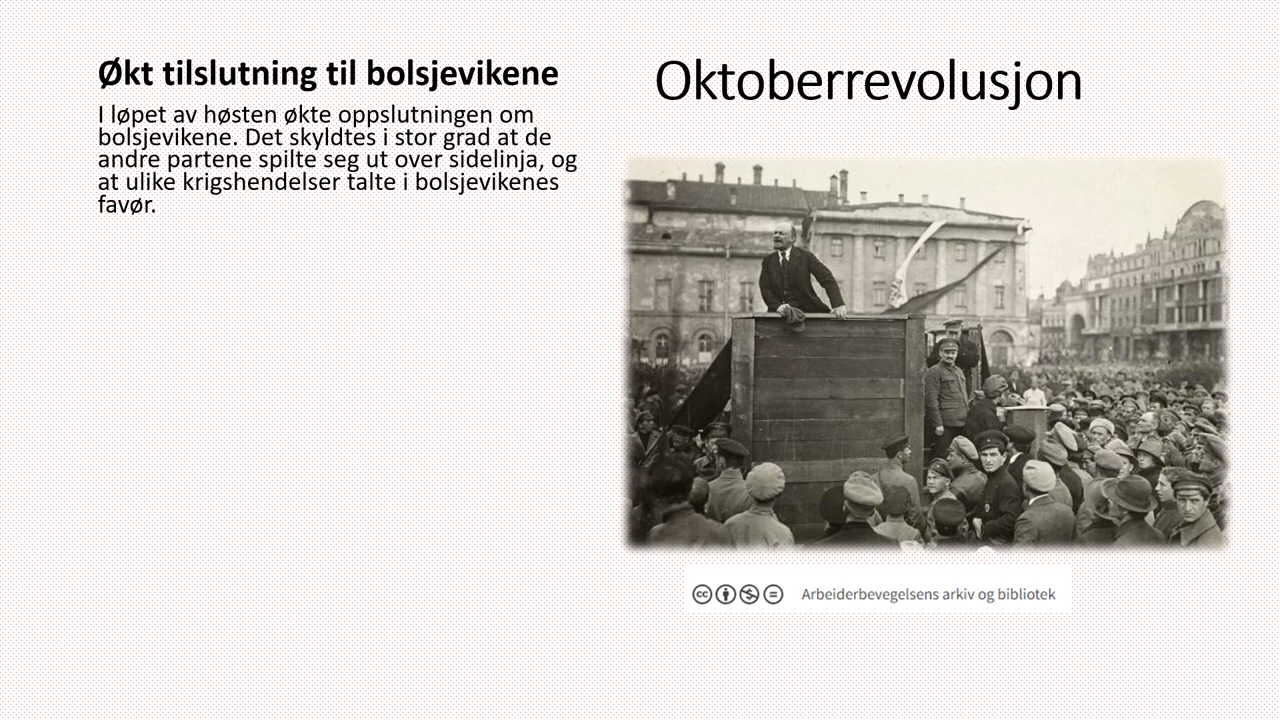 Økt tilslutning til bolsjevikene
I løpet av høsten økte oppslutningen om
bolsjevikene. Det skyldtes i stor grad at de
andre partene spilte seg ut over sidelinja, og
at ulike krigshendelser talte i bolsjevikenes
favør.
Oktoberrevolusjon
Arbeiderbevegelsens arkiv og bibliotek